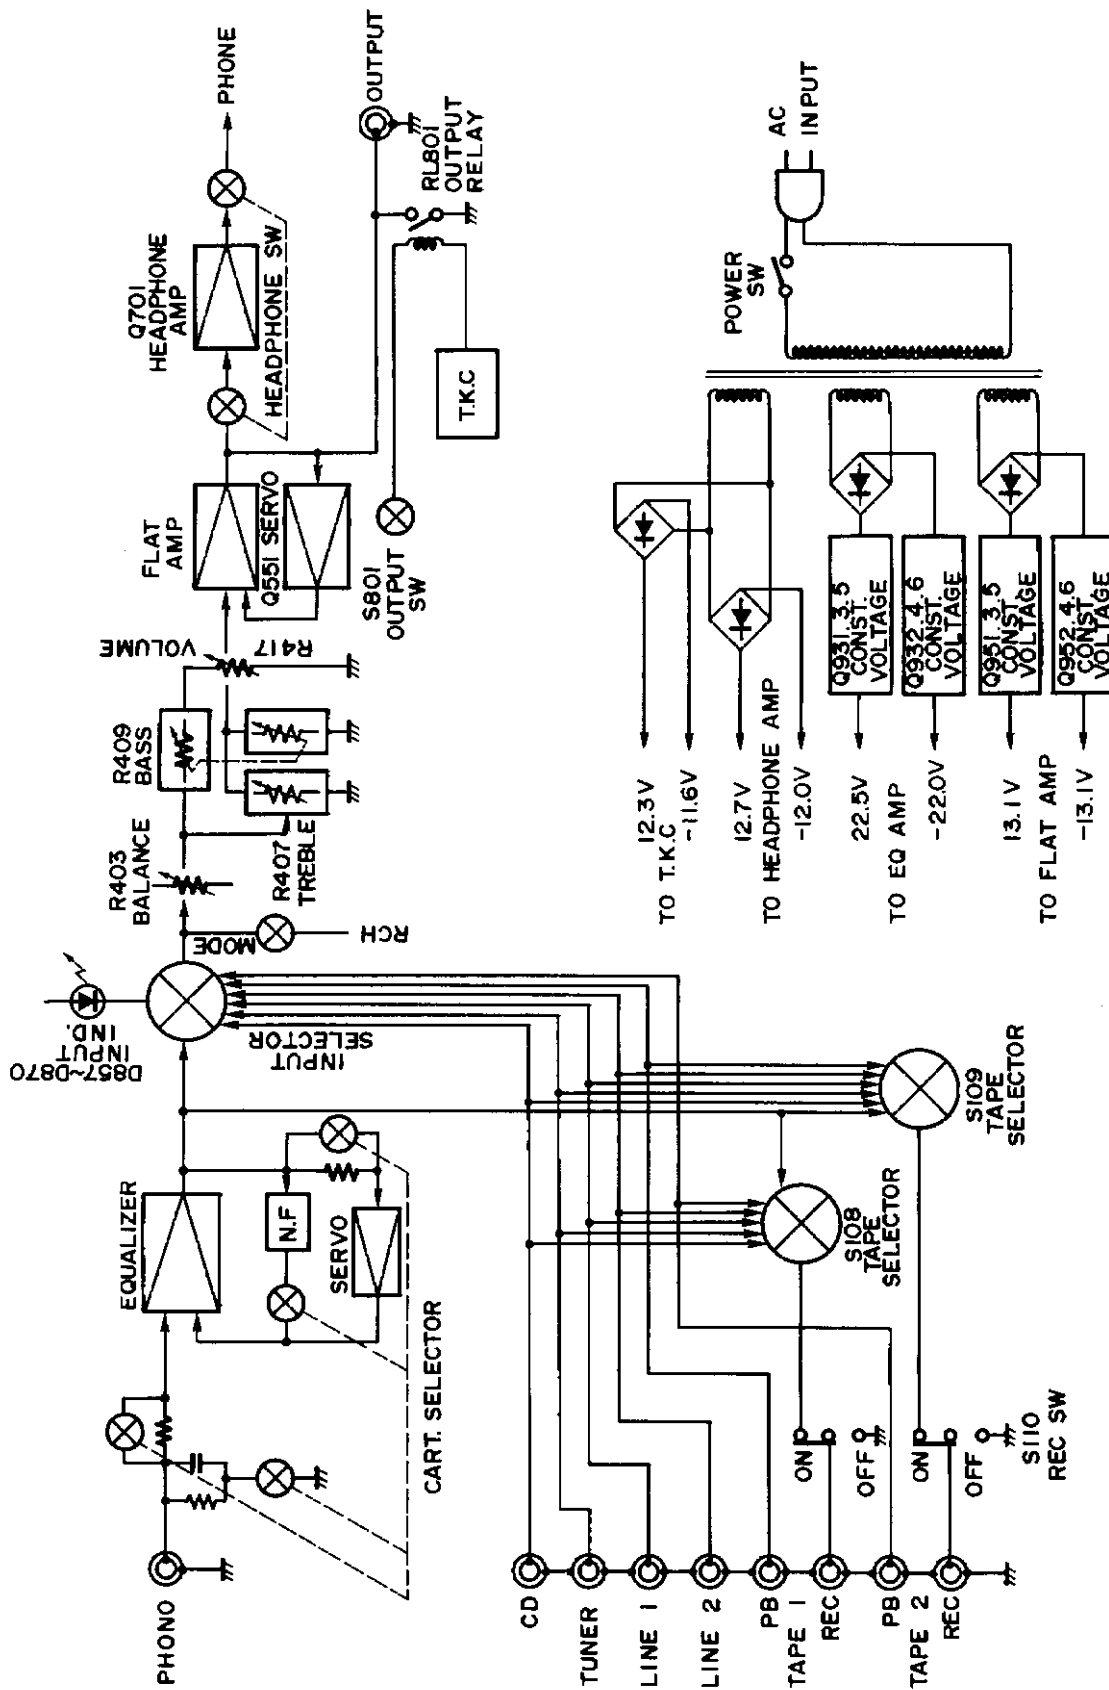 PHONO
EQUALIZER
N.F
SERVO
CART. SELECTOR
D857~D870
INPUT
IND.
INPUT
SELECTOR
MODE
RCH
R403
BALANCE
R409
BASS
R407
TREBLE
VOLUME
R417
FLAT
AMP
Q551 SERVO
Q701
HEADPHONE
AMP
HEADPHONE SW
PHONE
OUTPUT
RL801
OUTPUT
RELAY
T.K.C
S801
OUTPUT
SW
CD
TUNER
LINE 1
LINE 2
PB
TAPE 1
REC
PB
TAPE 2
REC
ON
OFF
ON
OFF
S110
REC SW
S108
TAPE
SELECTOR
S109
TAPE
SELECTOR
12.3V
TO T.K.C
-11.6V
12.7V
TO HEADPHONE AMP
-12.0V
22.5V
TO EQ AMP
-22.0V
13.1V
TO FLAT AMP
-13.1V
Q931.3.5
CONST.
VOLTAGE
Q932.4.6
CONST.
VOLTAGE
Q951.3.5
CONST.
VOLTAGE
Q952.4.6
CONST.
VOLTAGE
POWER
SW
AC
INPUT